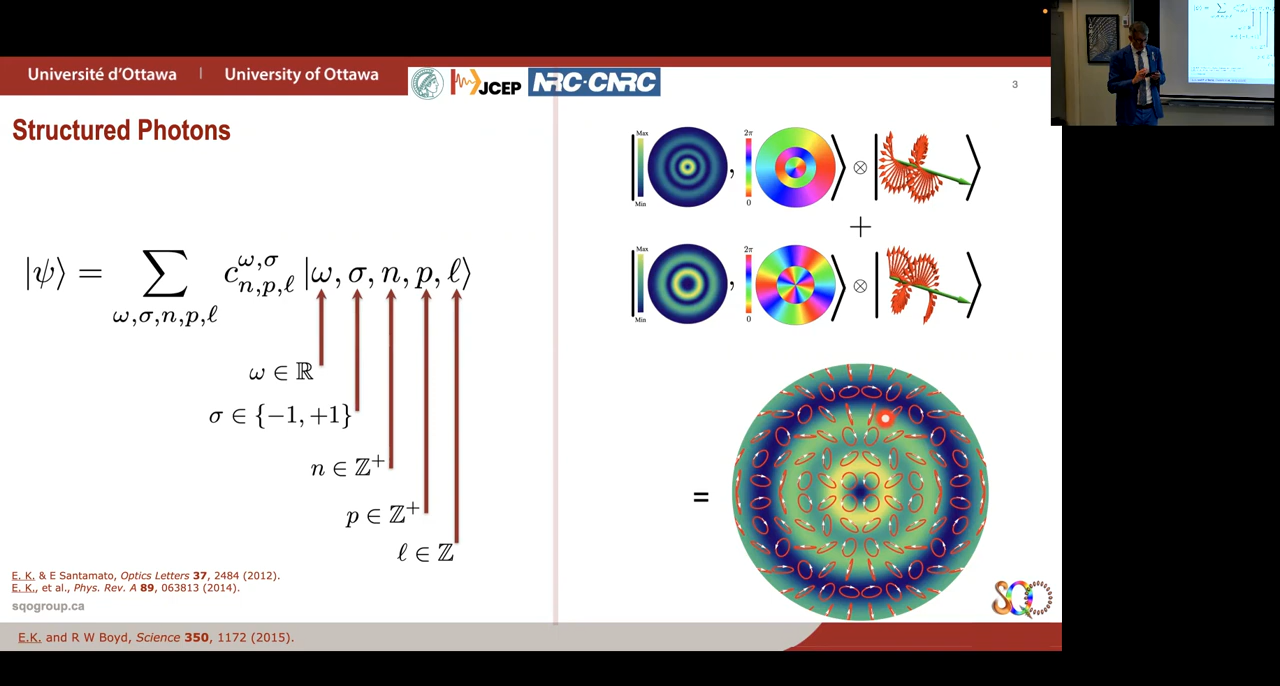 Université d'Ottawa | University of Ottawa
JCEP
NRC·CNRC
3
Structured Photons
|ψ⟩ = ∑ c |ω, σ, n, p, ℓ⟩
ω,σ
n,p,ℓ
ω,σ,n,p,ℓ
ω ∈ ℝ
σ ∈ {−1, +1}
n ∈ ℤ⁺
p ∈ ℤ⁺
ℓ ∈ ℤ
E. K. & E Santamato, Optics Letters 37, 2484 (2012).
E. K., et al., Phys. Rev. A 89, 063813 (2014).
sqogroup.ca
E.K. and R W Boyd, Science 350, 1172 (2015).
Max
Min
2π
0
, ⟩ ⊗ | ⟩
+
Max
Min
2π
0
, ⟩ ⊗ | ⟩
=
SQO